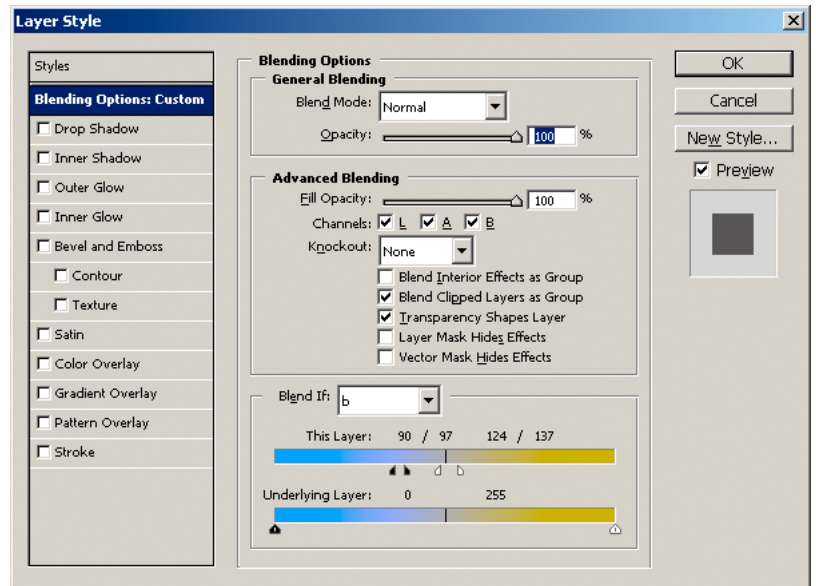 Layer Style
Styles
Blending Options: Custom
Drop Shadow
Inner Shadow
Outer Glow
Inner Glow
Bevel and Emboss
Contour
Texture
Satin
Color Overlay
Gradient Overlay
Pattern Overlay
Stroke
Blending Options
General Blending
Blend Mode: Normal
Opacity: 100 %
Advanced Blending
Fill Opacity: 100 %
Channels: L A B
Knockout: None
Blend Interior Effects as Group
Blend Clipped Layers as Group
Transparency Shapes Layer
Layer Mask Hides Effects
Vector Mask Hides Effects
Blend If: b
This Layer: 90 / 97 124 / 137
Underlying Layer: 0 255
OK
Cancel
New Style...
Preview